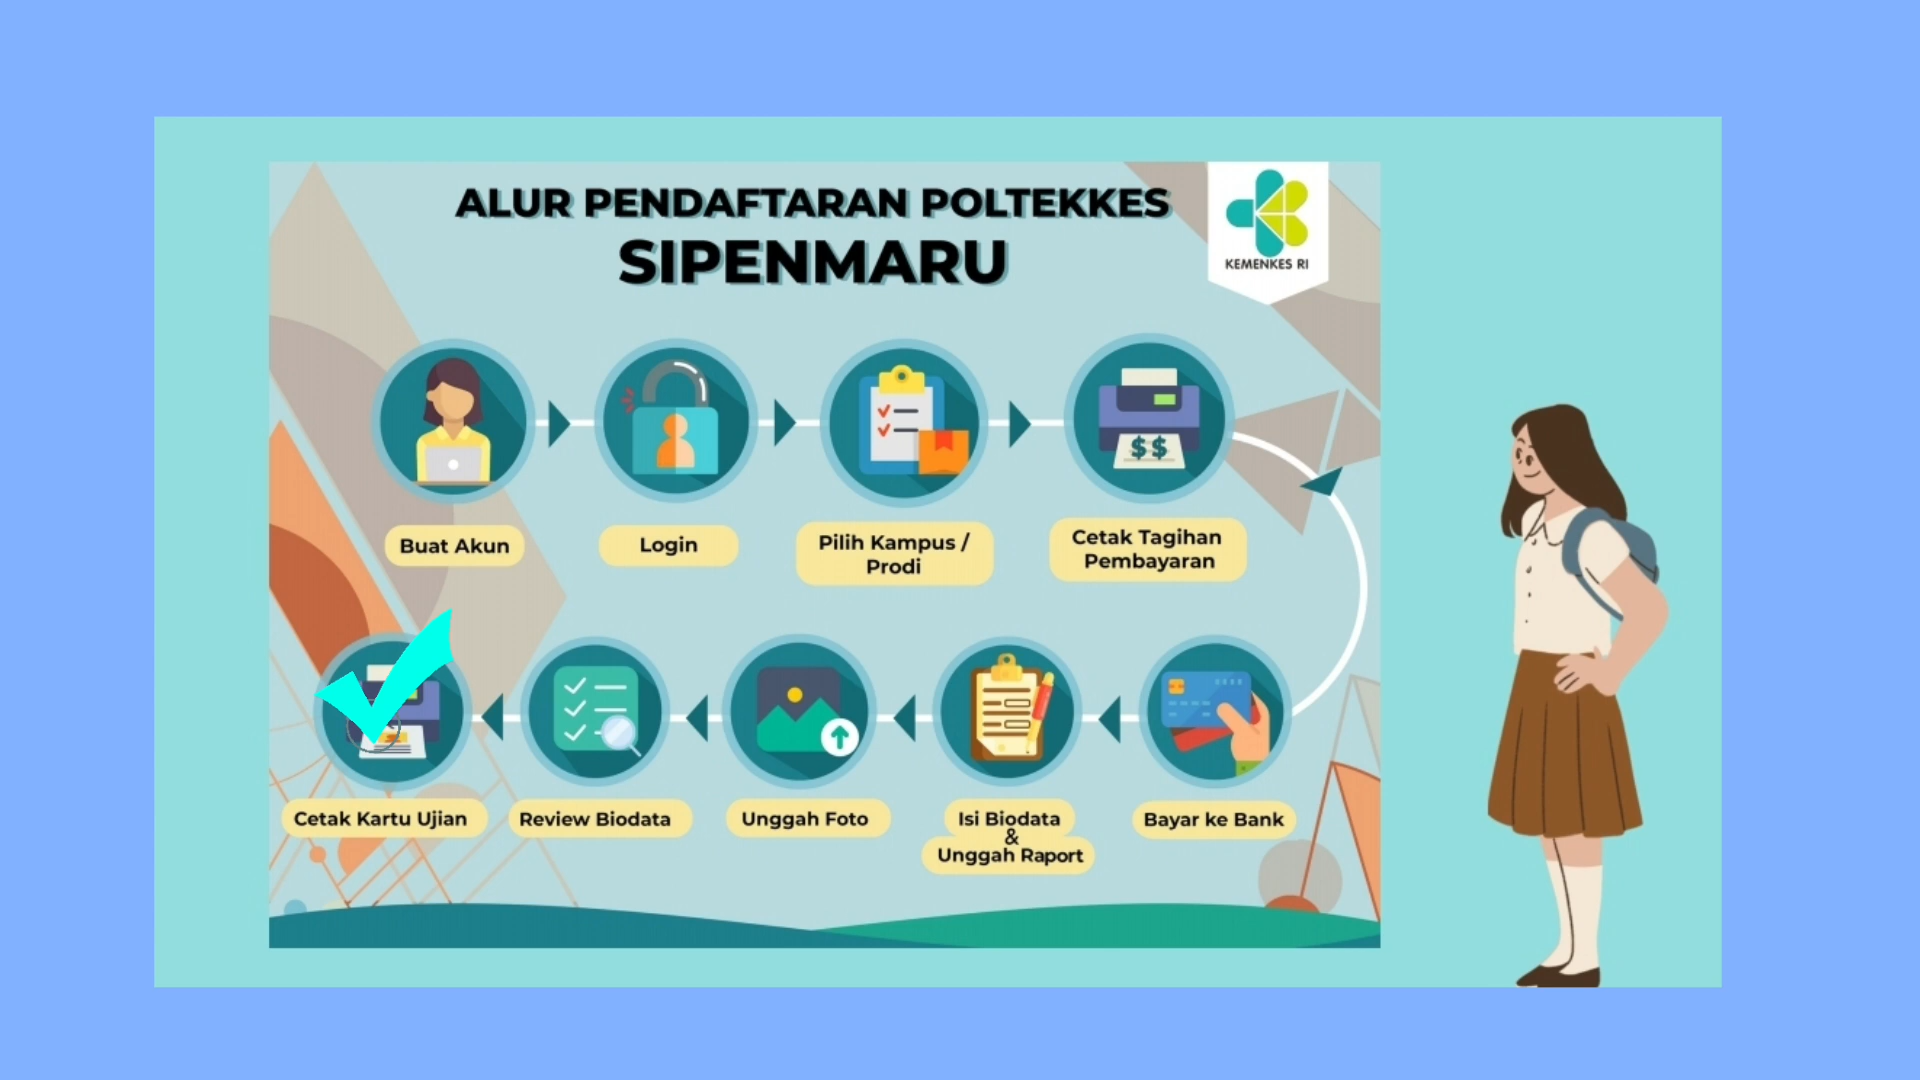 ALUR PENDAFTARAN POLTEKKES
SIPENMARU
KEMENKES RI
Buat Akun
Login
Pilih Kampus /
Prodi
Cetak Tagihan
Pembayaran
$$
Bayar ke Bank
Isi Biodata
&
Unggah Raport
Unggah Foto
Review Biodata
Cetak Kartu Ujian